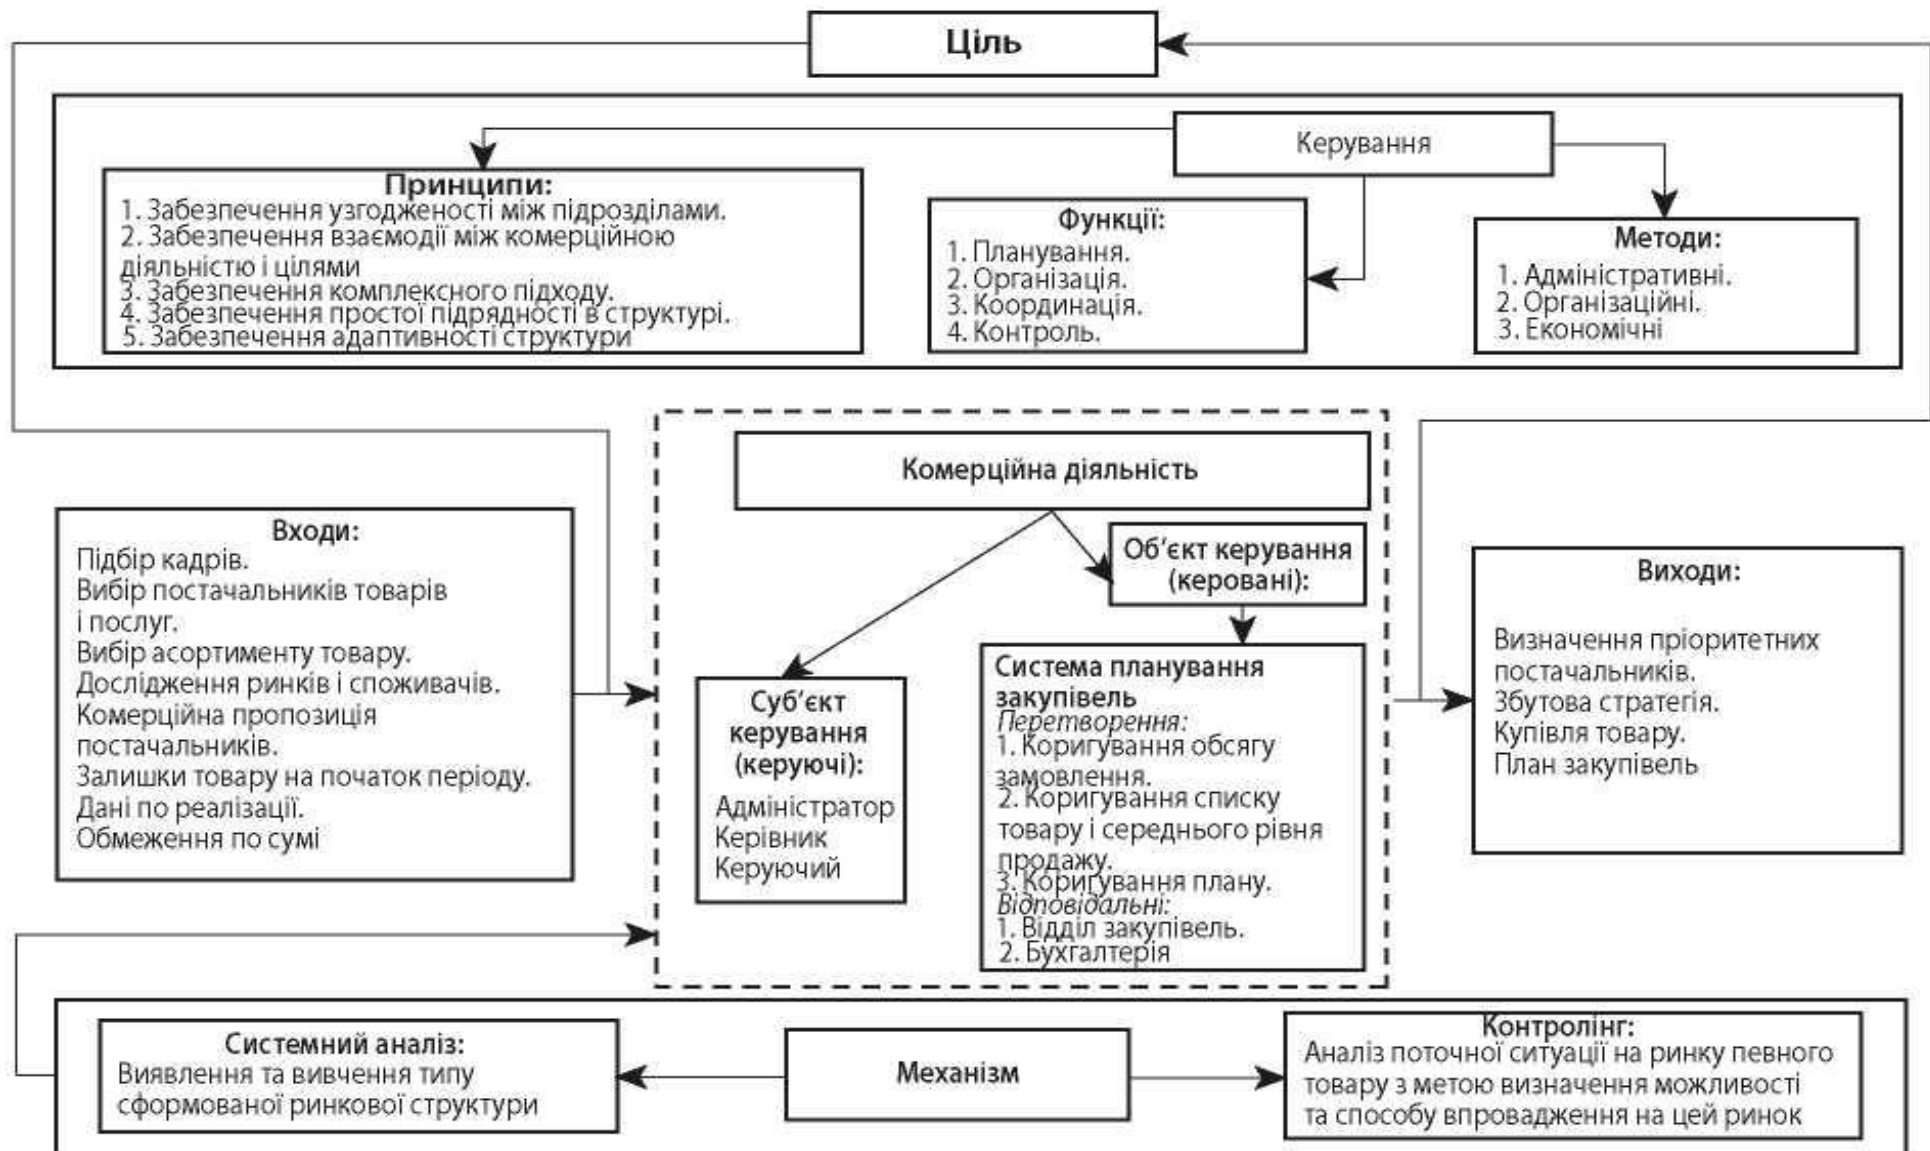 Ціль
Керування
Принципи:
1. Забезпечення узгодженості між підрозділами.
2. Забезпечення взаємодії між комерційною
діяльністю і цілями
3. Забезпечення комплексного підходу.
4. Забезпечення простої підрядності в структурі.
5. Забезпечення адаптивності структури
Функції:
1. Планування.
2. Організація.
3. Координація.
4. Контроль.
Методи:
1. Адміністративні.
2. Організаційні.
3. Економічні
Входи:
Підбір кадрів.
Вибір постачальників товарів
і послуг.
Вибір асортименту товару.
Дослідження ринків і споживачів.
Комерційна пропозиція
постачальників.
Залишки товару на початок періоду.
Дані по реалізації.
Обмеження по сумі
Комерційна діяльність
Суб’єкт
керування
(керуючі):
Адміністратор
Керівник
Керуючий
Об’єкт керування
(керовані):
Система планування
закупівель
Перетворення:
1. Коригування обсягу
замовлення.
2. Коригування списку
товару і середнього рівня
продажу.
3. Коригування плану.
Відповідальні:
1. Відділ закупівель.
2. Бухгалтерія
Виходи:
Визначення пріоритетних
постачальників.
Збутова стратегія.
Купівля товару.
План закупівель
Системний аналіз:
Виявлення та вивчення типу
сформованої ринкової структури
Механізм
Контролінг:
Аналіз поточної ситуації на ринку певного
товару з метою визначення можливості
та способу впровадження на цей ринок